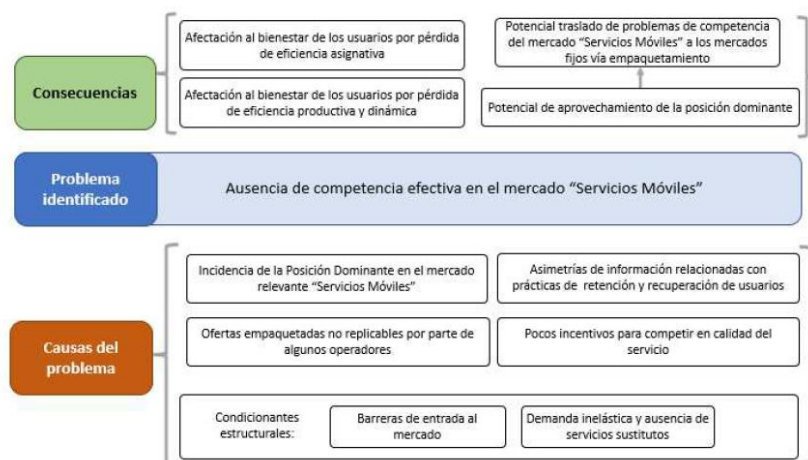 Consecuencias
Afectación al bienestar de los usuarios por pérdida
de eficiencia asignativa
Afectación al bienestar de los usuarios por pérdida
de eficiencia productiva y dinámica
Potencial traslado de problemas de competencia
del mercado “Servicios Móviles” a los mercados
fijos vía empaquetamiento
Potencial de aprovechamiento de la posición dominante
Problema
identificado
Ausencia de competencia efectiva en el mercado “Servicios Móviles”
Causas del
problema
Incidencia de la Posición Dominante en el mercado
relevante “Servicios Móviles”
Asimetrías de información relacionadas con
prácticas de retención y recuperación de usuarios
Ofertas empaquetadas no replicables por parte de
algunos operadores
Pocos incentivos para competir en calidad del
servicio
Condicionantes
estructurales:
Barreras de entrada al
mercado
Demanda inelástica y ausencia de
servicios sustitutos